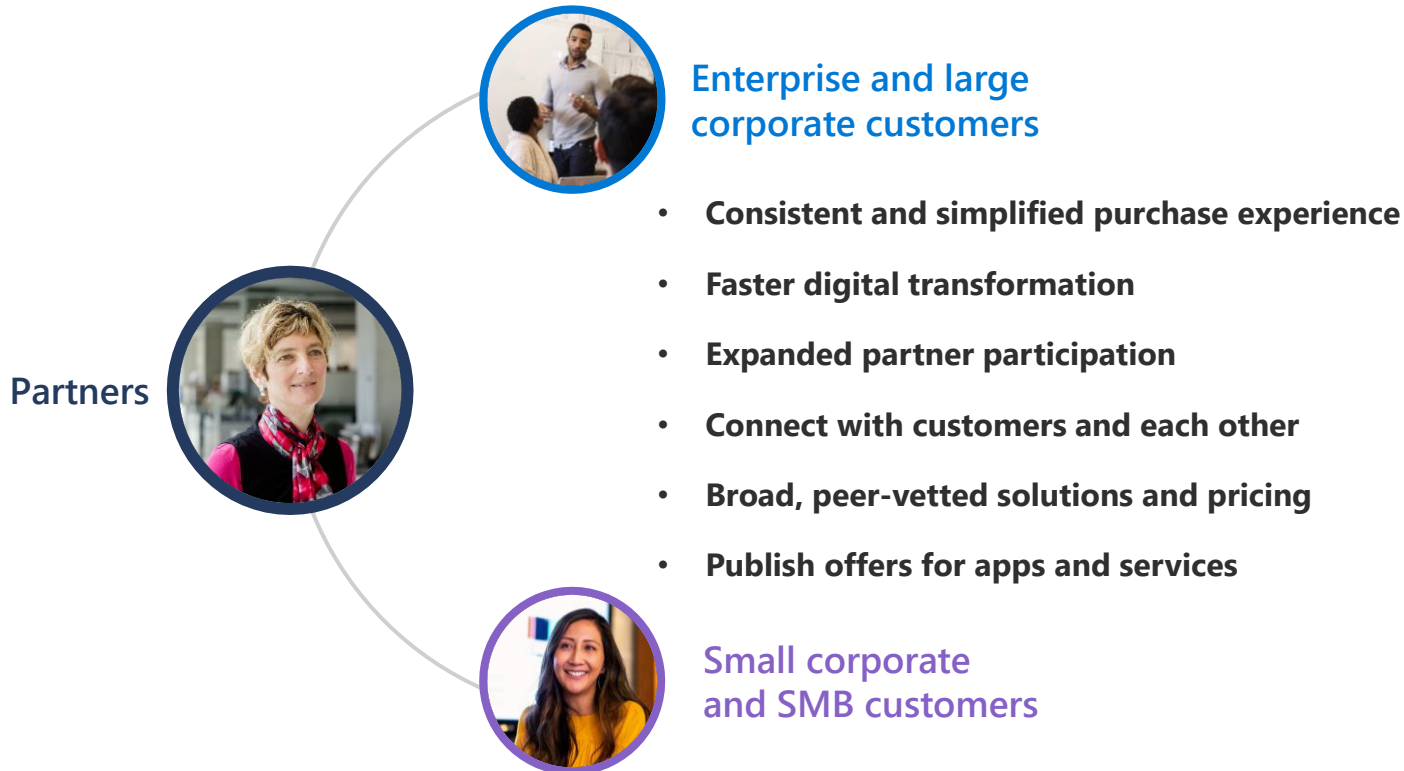 Enterprise and large
corporate customers
• Consistent and simplified purchase experience
• Faster digital transformation
• Expanded partner participation
Partners
• Connect with customers and each other
• Broad, peer-vetted solutions and pricing
• Publish offers for apps and services
Small corporate
and SMB customers